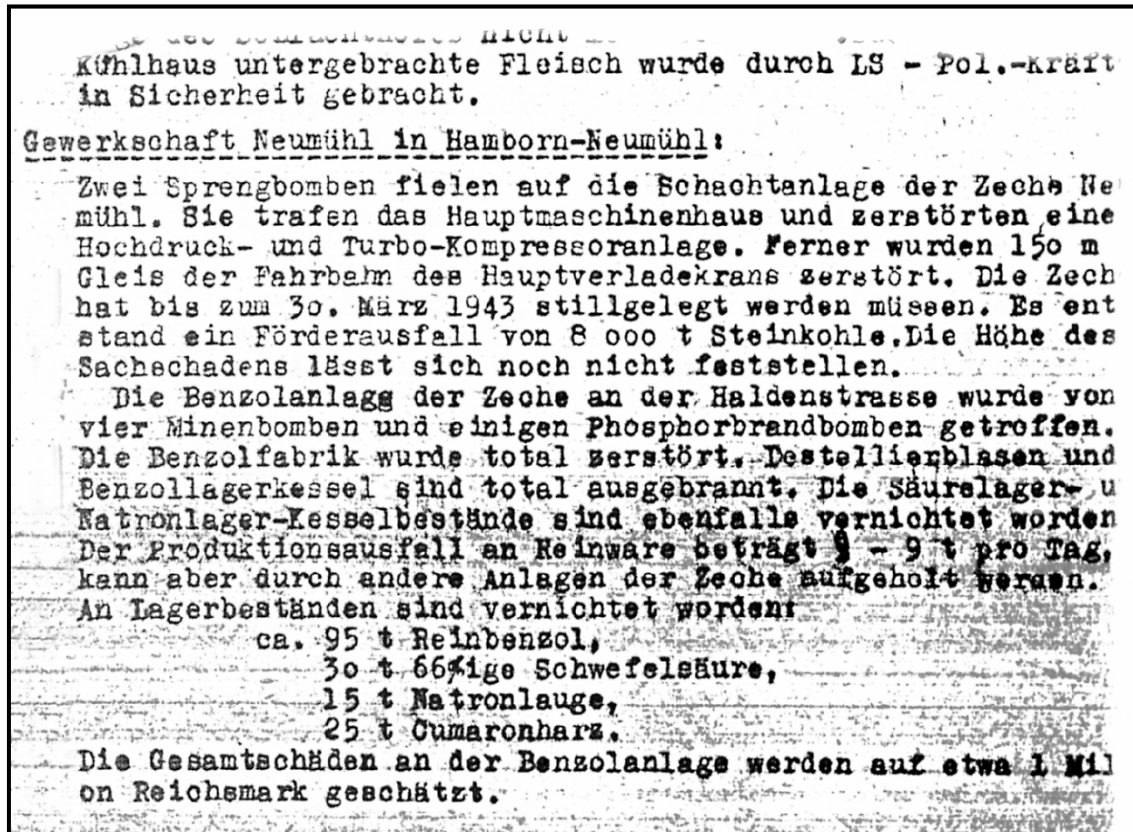 des Schlachthofes nicht
Kühlhaus untergebrachte Fleisch wurde durch LS - Pol.-Kräft
in Sicherheit gebracht.
Gewerkschaft Neumühl in Hamborn-Neumühl:
Zwei Sprengbomben fielen auf die Schachtanlage der Zeche Ne
mühl. Sie trafen das Hauptmaschinenhaus und zerstörten eine
Hochdruck- und Turbo-Kompressoranlage. Ferner wurden 15o m
Gleis der Fahrbahn des Hauptverladekrans zerstört. Die Zech
hat bis zum 3o. März 1943 stillgelegt werden müssen. Es ent
stand ein Förderausfall von 8 ooo t Steinkohle.Die Höhe des
Sachschadens lässt sich noch nicht feststellen.
Die Benzolanlage der Zeche an der Haldenstrasse wurde von
vier Minenbomben und einigen Phosphorbrandbomben getroffen.
Die Benzolfabrik wurde total zerstört. Destellierblasen und
Benzollagerkessel sind total ausgebrannt. Die Säurelager- u
Natronlager-Kesselbestände sind ebenfalls vernichtet worden
Der Produktionsausfall an Reinware beträgt - 9 t pro Tag,
kann aber durch andere Anlagen der Zeche aufgeholt werden.
An Lagerbeständen sind vernichtet worden:
ca. 95 t Reinbenzol,
3o t 66%ige Schwefelsäure,
15 t Natronlauge,
25 t Cumaronharz.
Die Gesamtschäden an der Benzolanlage werden auf etwa 1 Mil
on Reichsmark geschätzt.